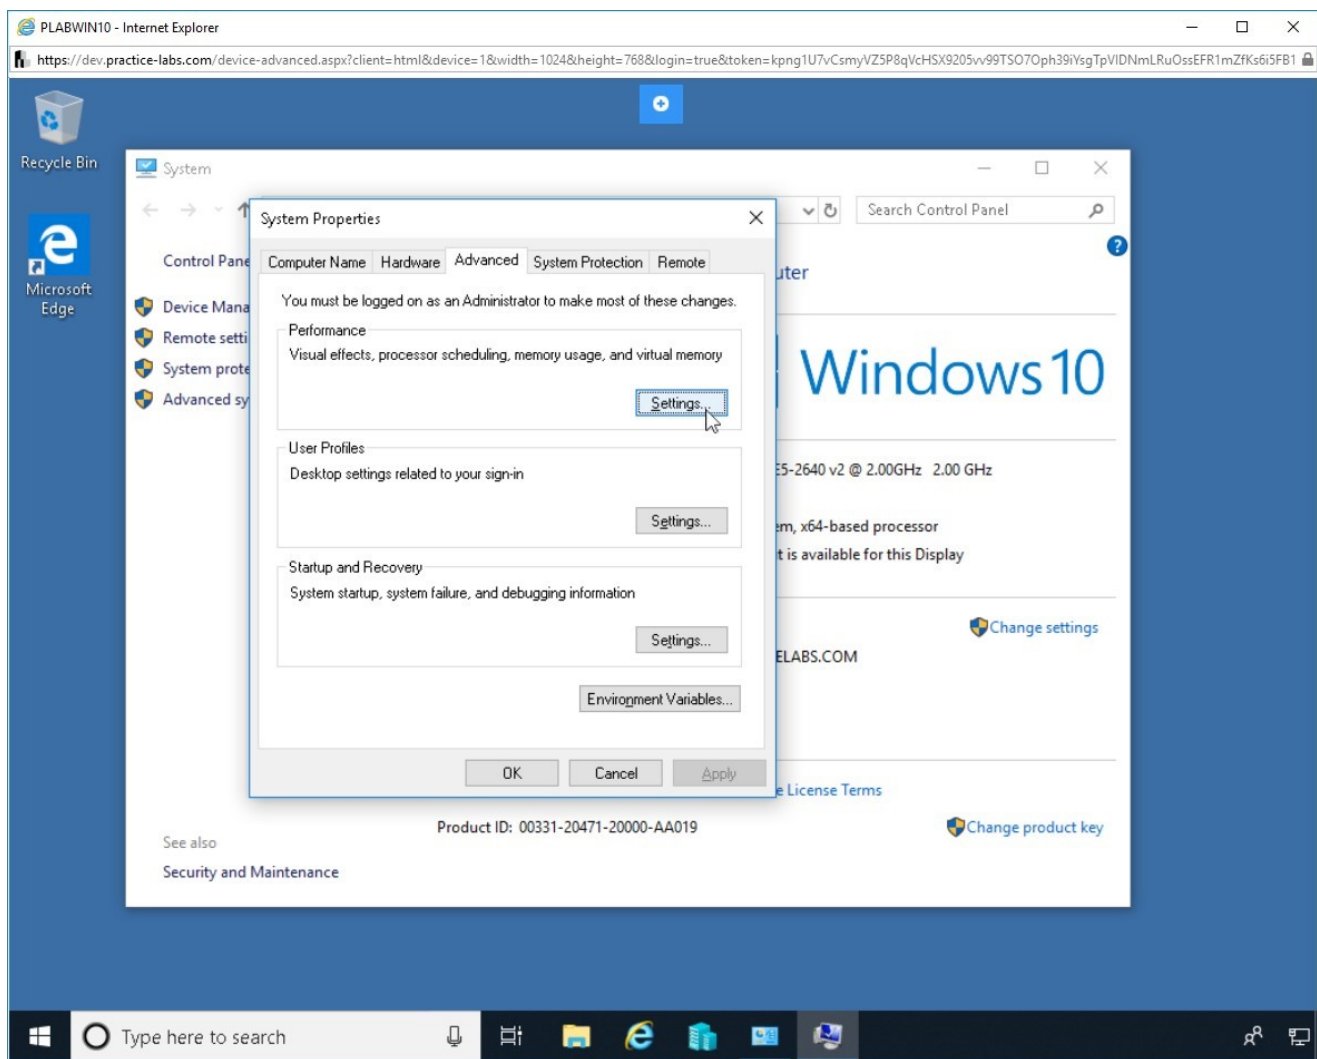 PLABWIN10 - Internet Explorer
https://dev.practice-labs.com/device-advanced.aspx?client=html&device=1&width=1024&height=768&login=true&token=kpng1U7vCsmyVZ5P8qVcHSX9205vv99TSO7Oph39iYsgTpVIDNmLRuOssEFR1mZfKs6i5FB1
Recycle Bin
Microsoft
Edge
System
Search Control Panel
Control Pane
Device Mana
Remote setti
System prote
Advanced sy
System Properties
Computer Name Hardware Advanced System Protection Remote
You must be logged on as an Administrator to make most of these changes.
Performance
Visual effects, processor scheduling, memory usage, and virtual memory
Settings...
User Profiles
Desktop settings related to your sign-in
Settings...
Startup and Recovery
System startup, system failure, and debugging information
Settings...
Environment Variables...
OK Cancel Apply
uter
Windows 10
E5-2640 v2 @ 2.00GHz 2.00 GHz
em, x64-based processor
t is available for this Display
Change settings
ELABS.COM
e License Terms
Product ID: 00331-20471-20000-AA019
Change product key
See also
Security and Maintenance
Type here to search